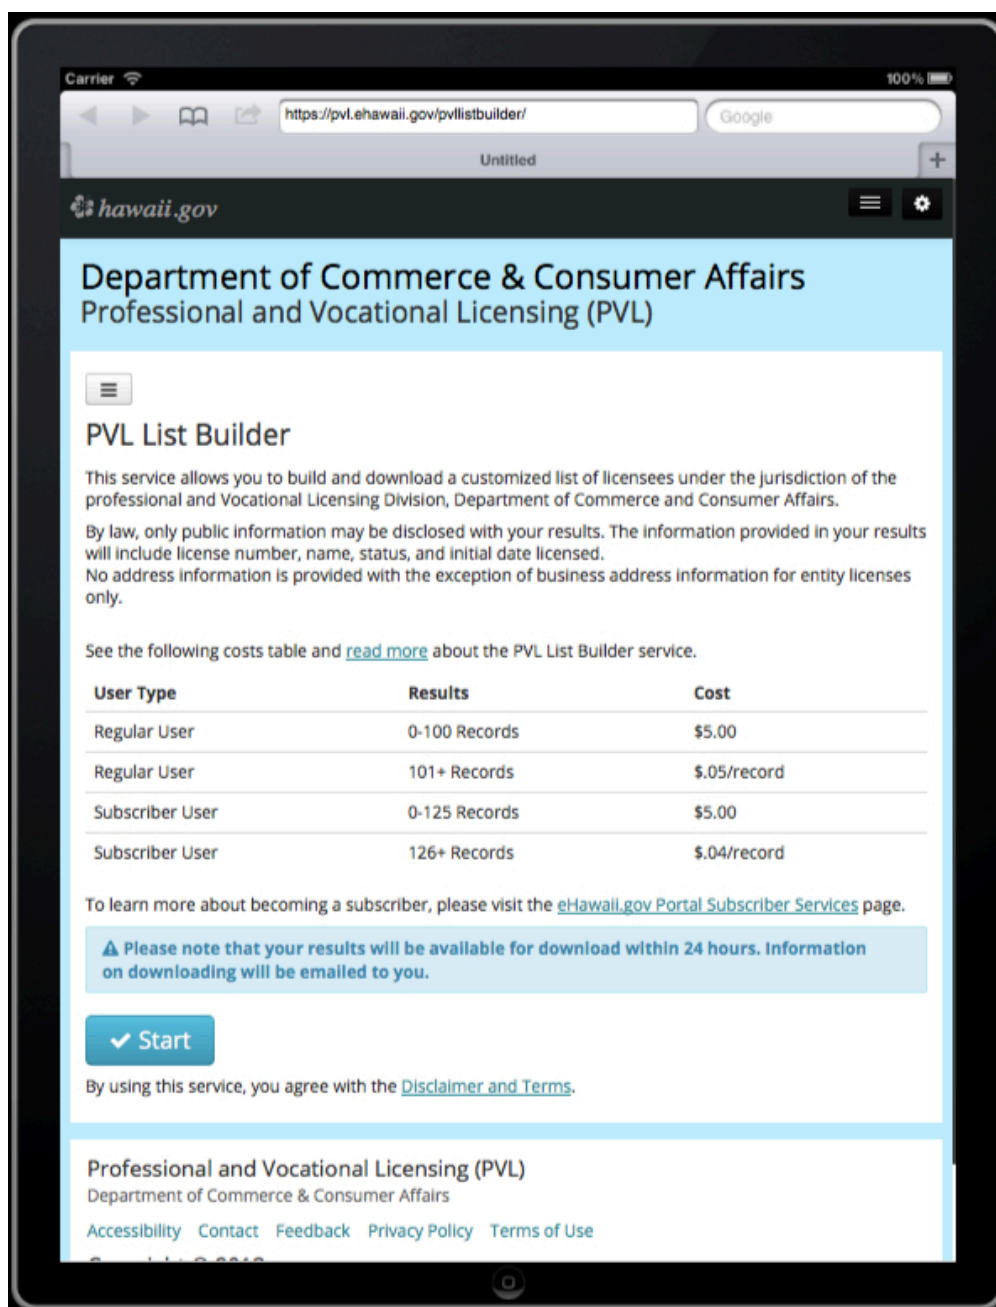 Carrier 100%
https://pvl.ehawaii.gov/pvllistbuilder/ Google
Untitled
hawaii.gov
Department of Commerce & Consumer Affairs
Professional and Vocational Licensing (PVL)
PVL List Builder
This service allows you to build and download a customized list of licensees under the jurisdiction of the
professional and Vocational Licensing Division, Department of Commerce and Consumer Affairs.
By law, only public information may be disclosed with your results. The information provided in your results
will include license number, name, status, and initial date licensed.
No address information is provided with the exception of business address information for entity licenses
only.
See the following costs table and read more about the PVL List Builder service.
User Type Results Cost
Regular User 0-100 Records $5.00
Regular User 101+ Records $.05/record
Subscriber User 0-125 Records $5.00
Subscriber User 126+ Records $.04/record
To learn more about becoming a subscriber, please visit the eHawaii.gov Portal Subscriber Services page.
Please note that your results will be available for download within 24 hours. Information
on downloading will be emailed to you.
Start
By using this service, you agree with the Disclaimer and Terms.
Professional and Vocational Licensing (PVL)
Department of Commerce & Consumer Affairs
Accessibility Contact Feedback Privacy Policy Terms of Use